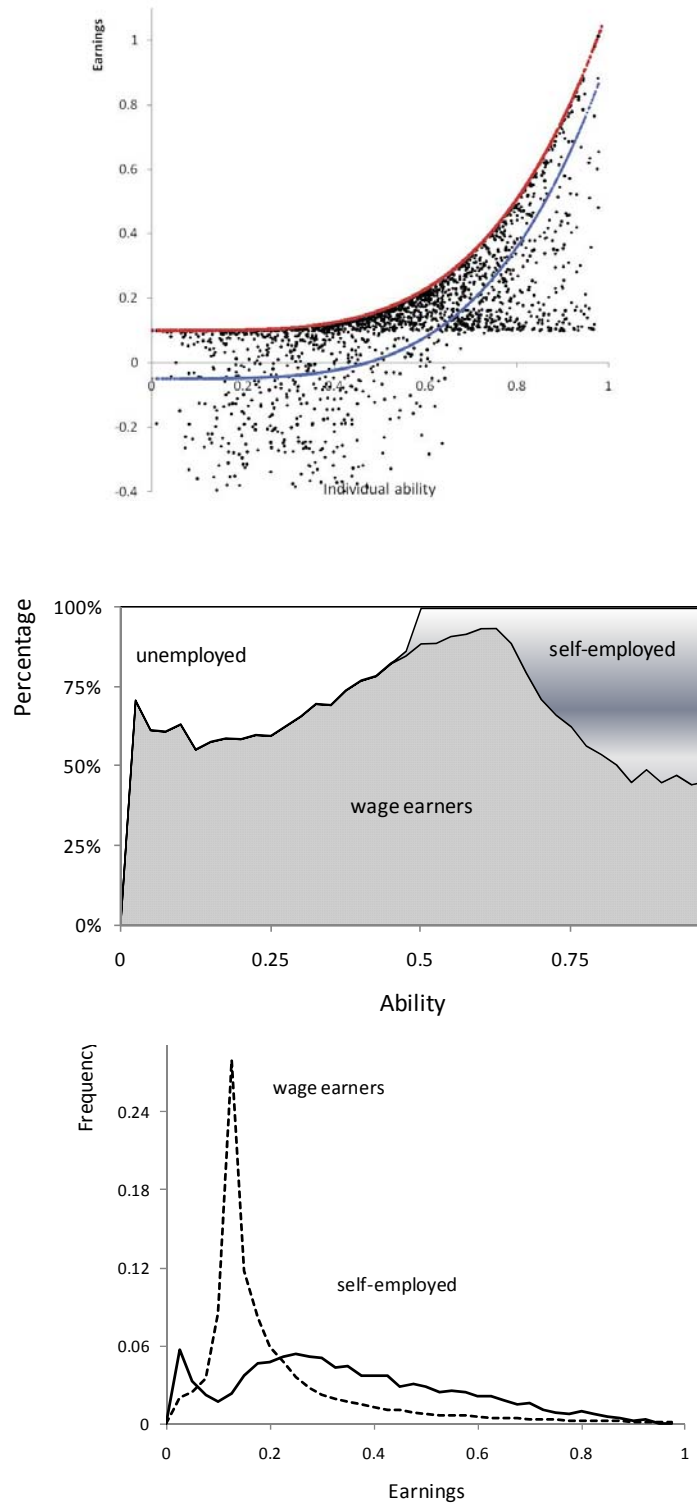 Earnings
1
0.8
0.6
0.4
0.2
0
-0.2
-0.4
0 0.2 0.4 0.6 0.8 1
Individual ability
Percentage
100%
75%
50%
25%
0%
unemployed
self-employed
wage earners
0 0.25 0.5 0.75
Ability
Frequency
0.24
0.18
0.12
0.06
0
wage earners
self-employed
0 0.2 0.4 0.6 0.8 1
Earnings